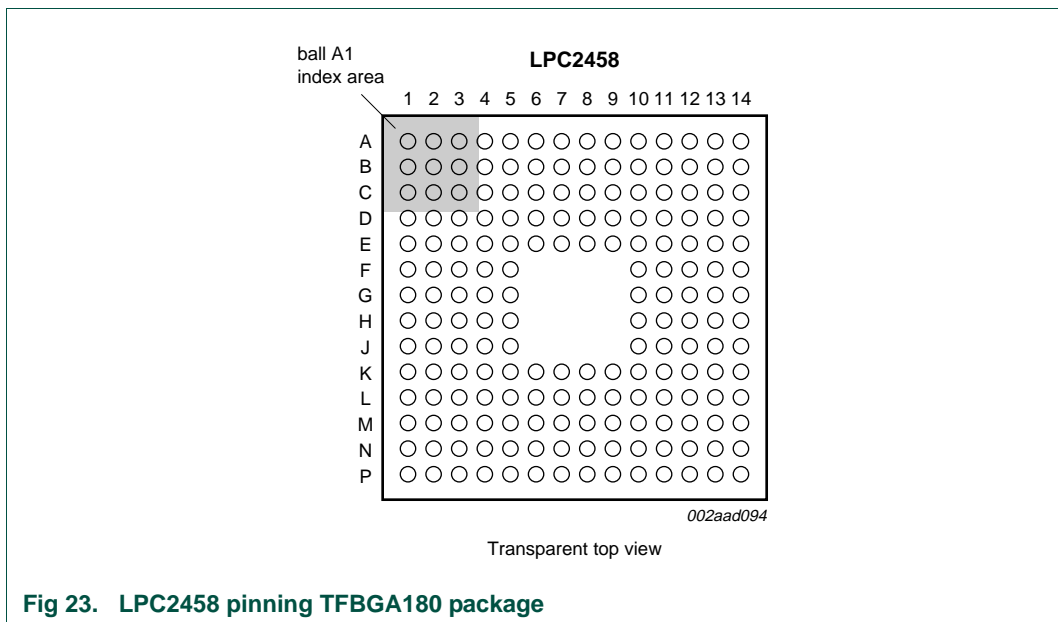 ball A1
index area
LPC2458
1 2 3 4 5 6 7 8 9 10 11 12 13 14
A
B
C
D
E
F
G
H
J
K
L
M
N
P
002aad094
Transparent top view
Fig 23. LPC2458 pinning TFBGA180 package